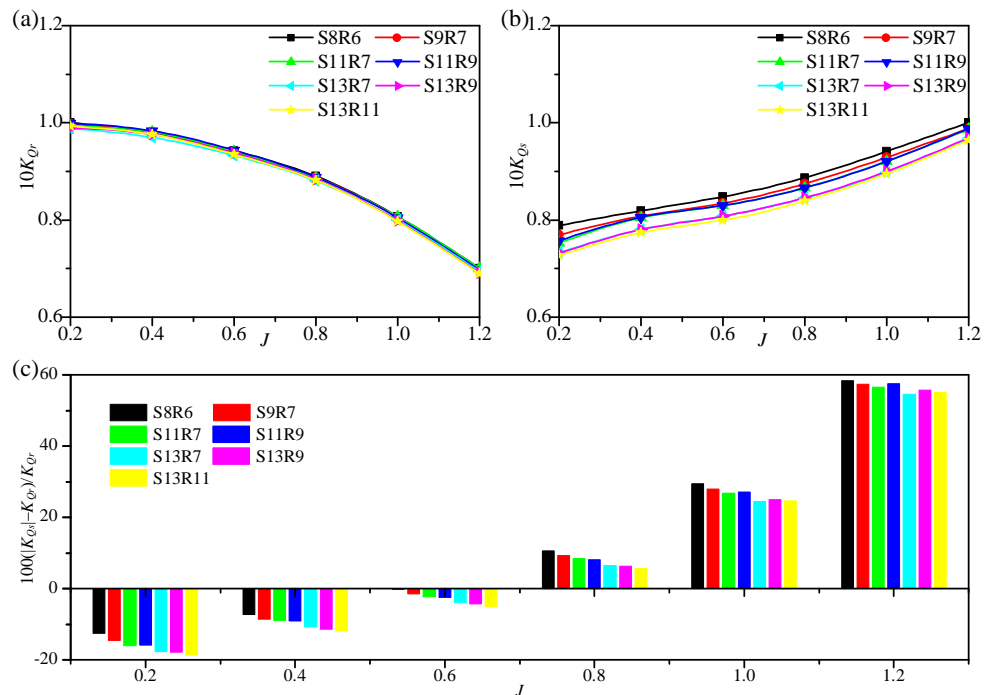 (a)
1.2
1.0
0.8
0.6
10K_Qr
S8R6 S9R7
S11R7 S11R9
S13R7 S13R9
S13R11
0.2 0.4 0.6 0.8 1.0 1.2
J
(b)
1.2
1.0
0.8
0.6
10K_Qs
S8R6 S9R7
S11R7 S11R9
S13R7 S13R9
S13R11
0.2 0.4 0.6 0.8 1.0 1.2
J
(c)
60
40
20
0
-20
100(|K_Qs|−K_Qr)/K_Qr
S8R6 S9R7
S11R7 S11R9
S13R7 S13R9
S13R11
0.2 0.4 0.6 0.8 1.0 1.2
J